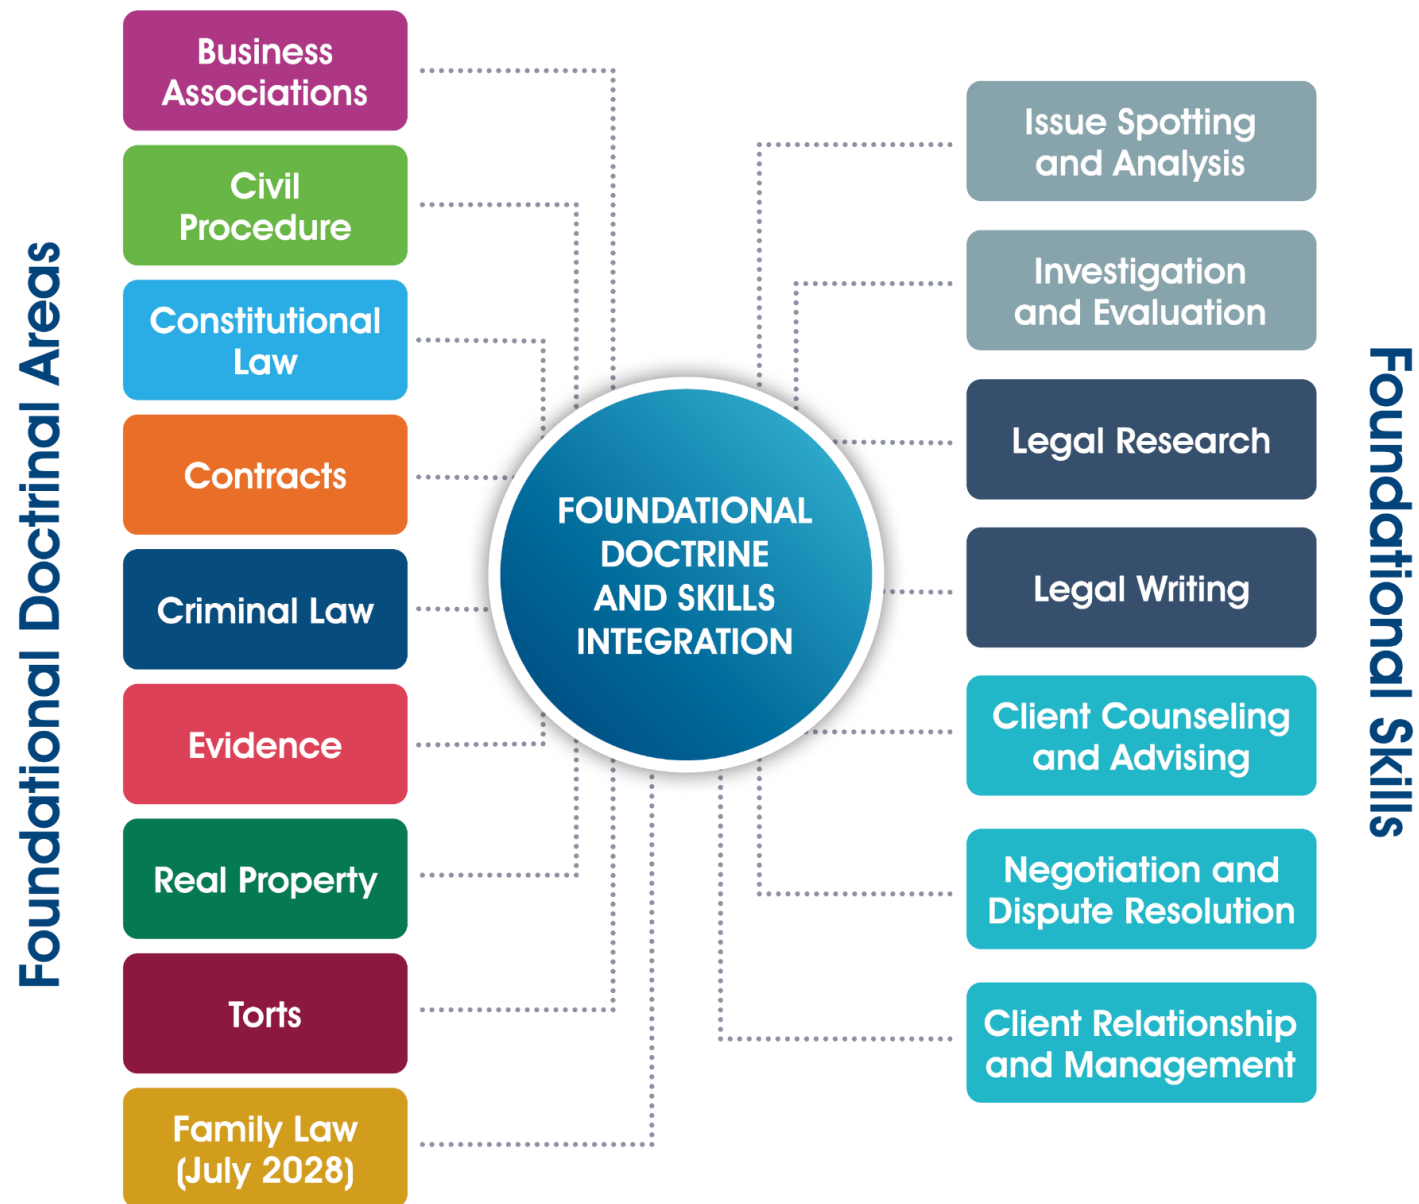 Foundational Doctrinal Areas
Business
Associations
Civil
Procedure
Constitutional
Law
Contracts
Criminal Law
Evidence
Real Property
Torts
Family Law
(July 2028)
FOUNDATIONAL
DOCTRINE
AND SKILLS
INTEGRATION
Issue Spotting
and Analysis
Investigation
and Evaluation
Legal Research
Legal Writing
Client Counseling
and Advising
Negotiation and
Dispute Resolution
Client Relationship
and Management
Foundational Skills